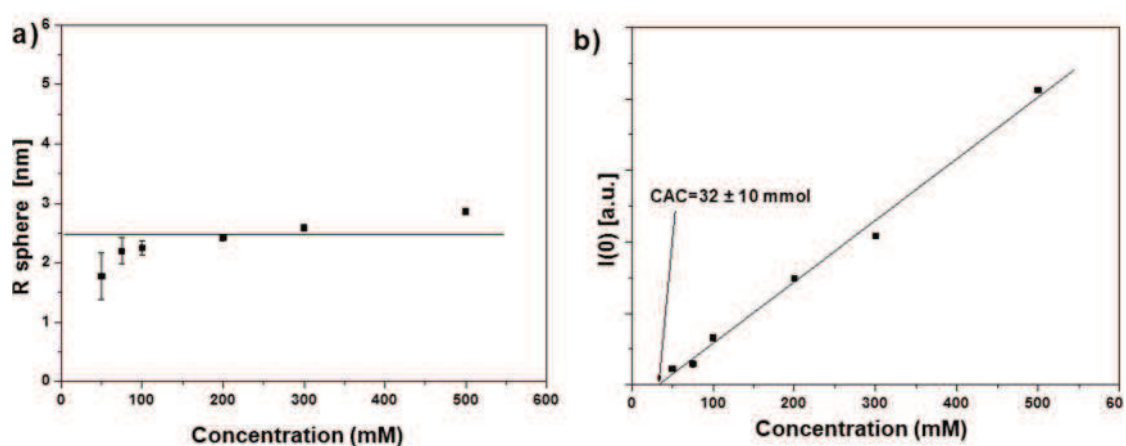 a)
6
5
4
3
2
1
0
R sphere [nm]
0 100 200 300 400 500 600
Concentration (mM)
b)
I(0) [a.u.]
CAC=32 ± 10 mmol
0 100 200 300 400 500 600
Concentration (mM)